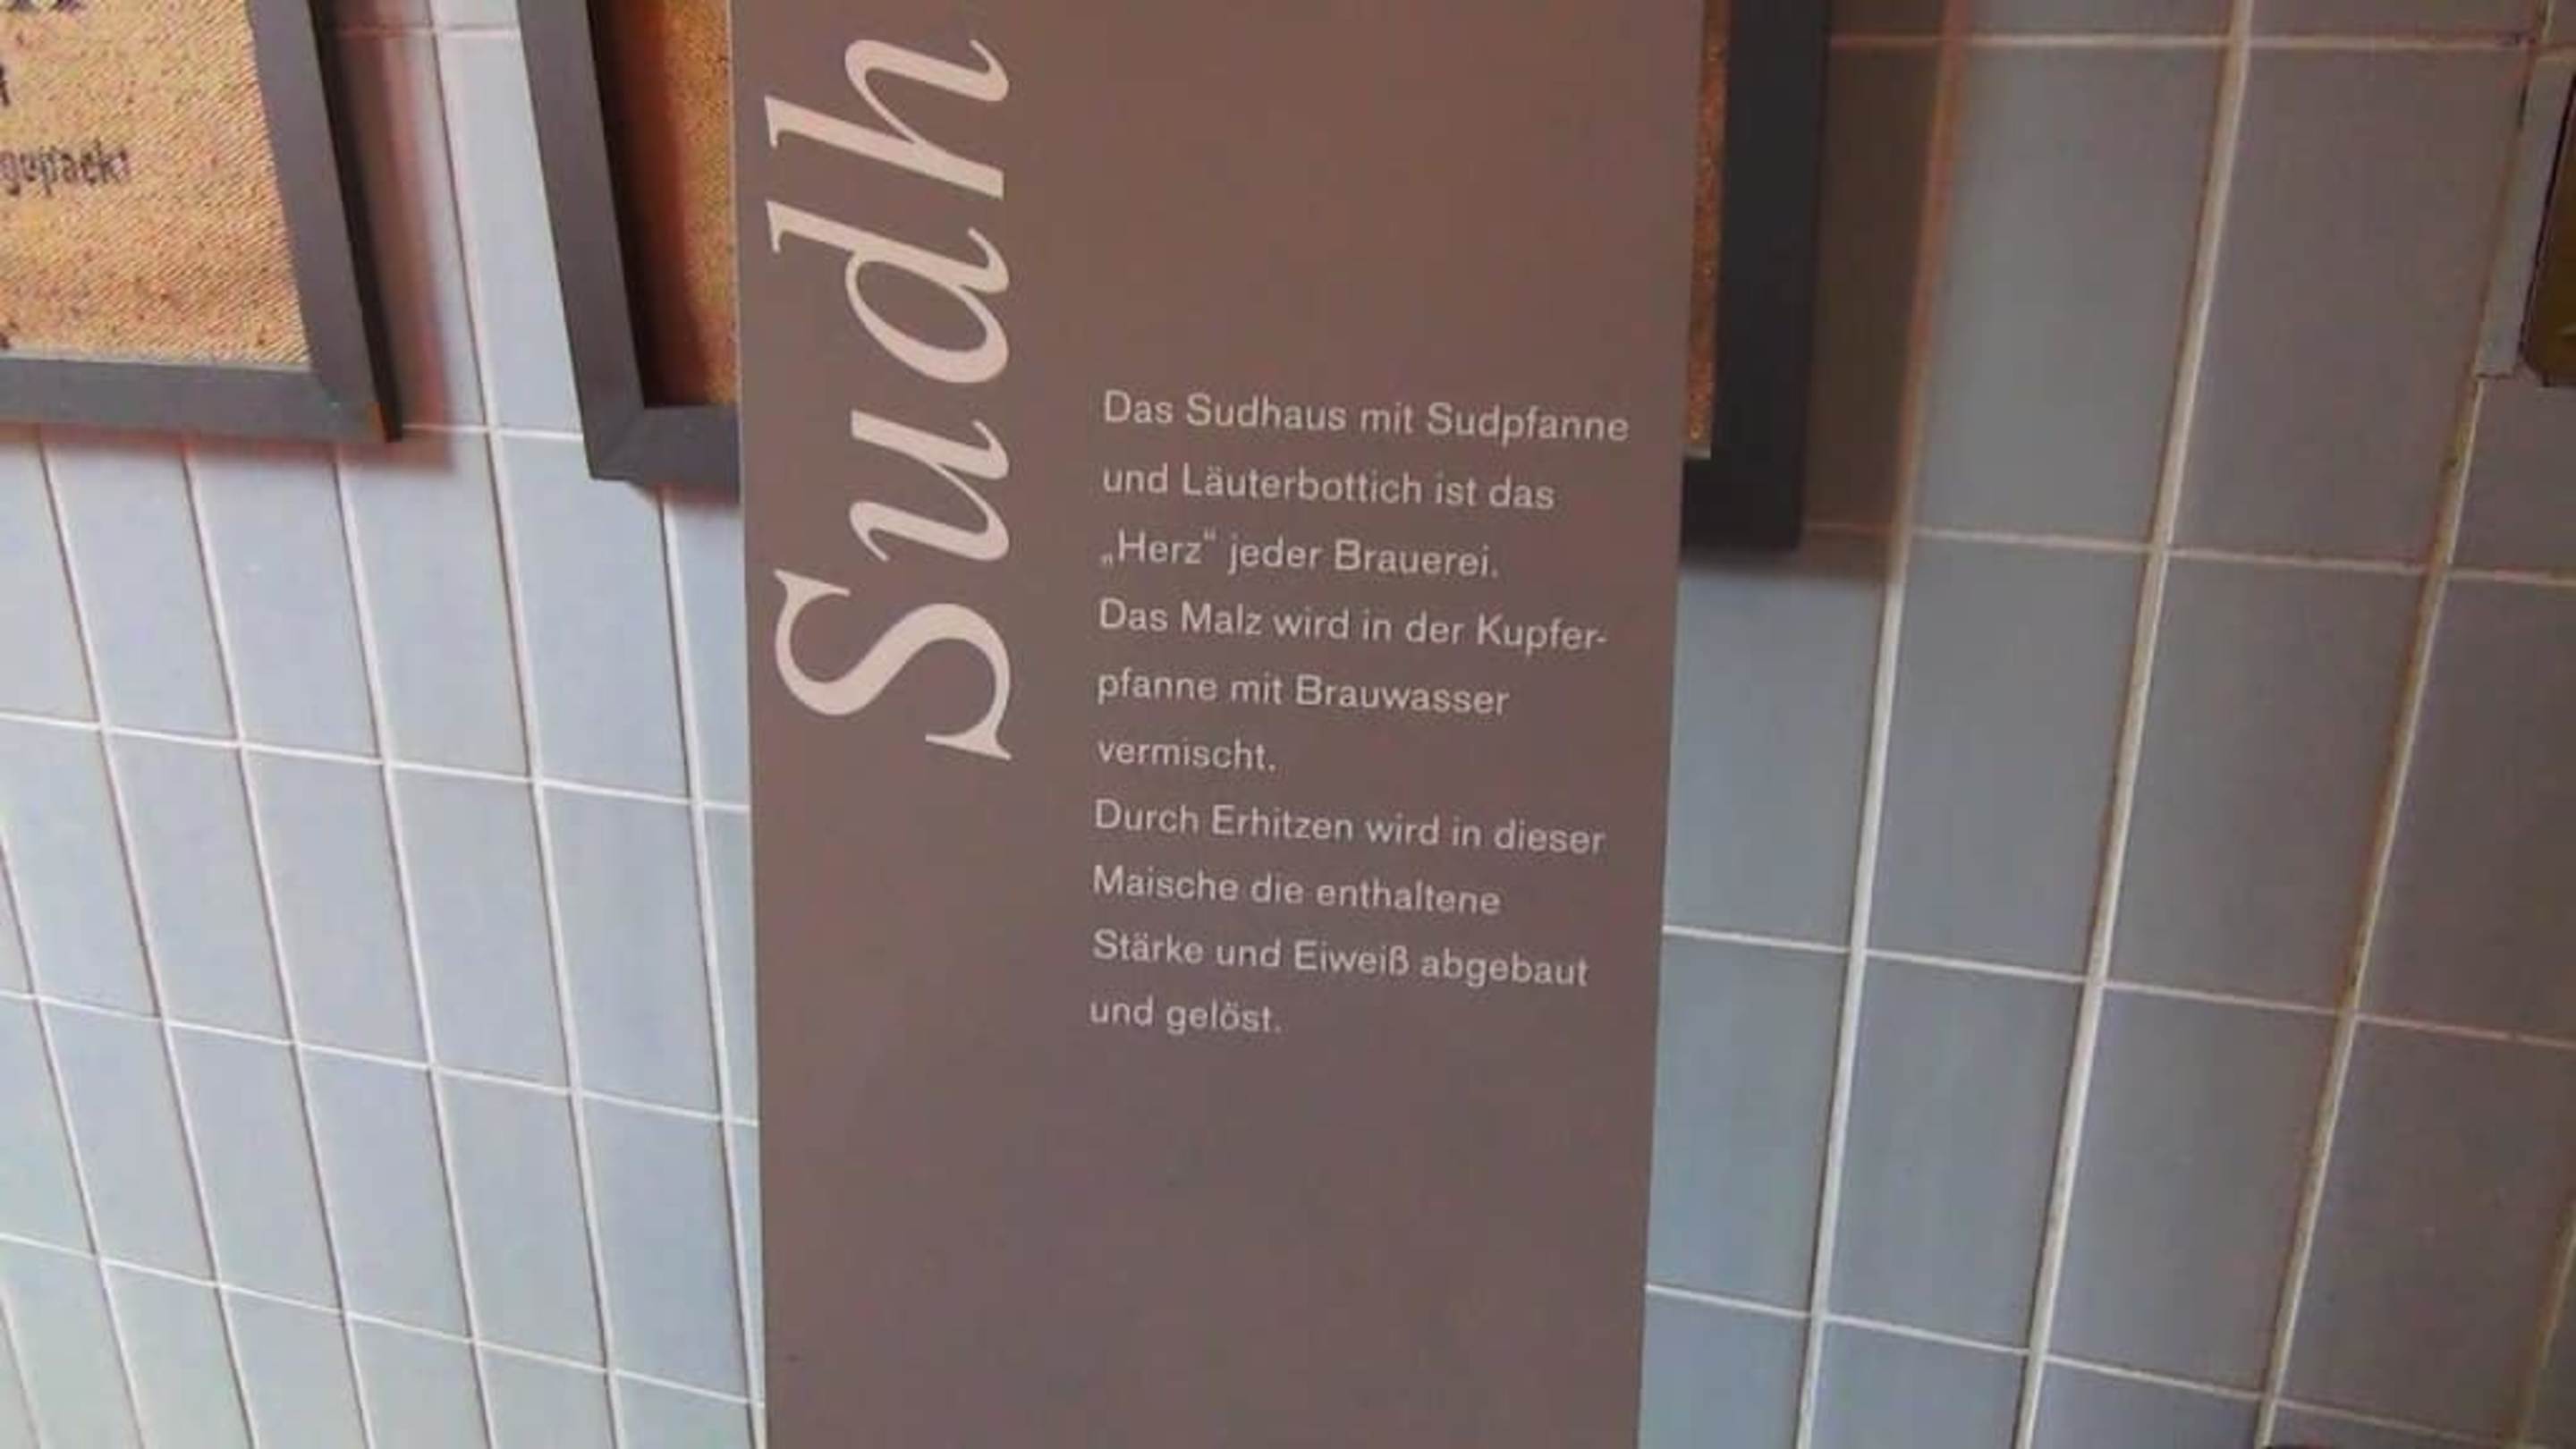 gepackt
Sudh
Das Sudhaus mit Sudpfanne
und Läuterbottich ist das
„Herz“ jeder Brauerei.
Das Malz wird in der Kupfer-
pfanne mit Brauwasser
vermischt.
Durch Erhitzen wird in dieser
Maische die enthaltene
Stärke und Eiweiß abgebaut
und gelöst.